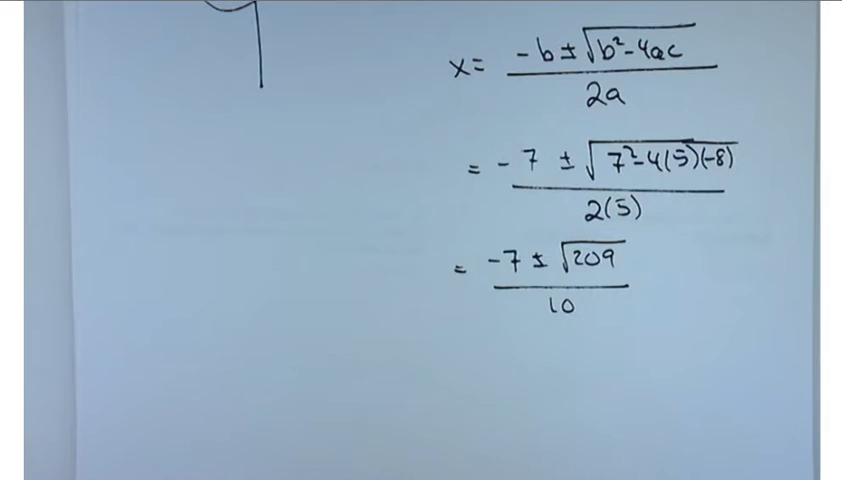 x = -b ± √b² - 4ac / 2a
= -7 ± √7² - 4(5)(-8) / 2(5)
= -7 ± √209 / 10